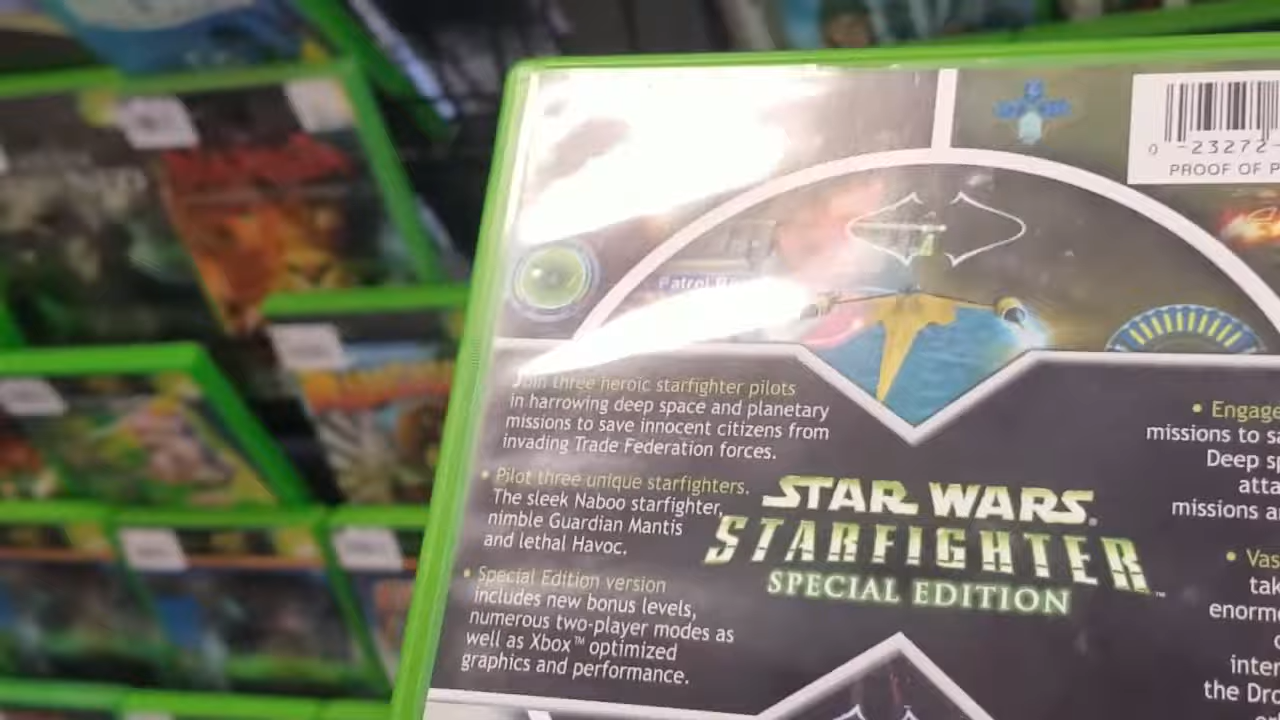 0 -23272-
PROOF OF P
Patrol
Join three heroic starfighter pilots
in harrowing deep space and planetary
missions to save innocent citizens from
invading Trade Federation forces.
• Pilot three unique starfighters.
The sleek Naboo starfighter,
nimble Guardian Mantis
and lethal Havoc.
• Special Edition version
includes new bonus levels,
numerous two-player modes as
well as Xbox™ optimized
graphics and performance.
STAR WARS.
STARFIGHTER™
SPECIAL EDITION
• Engage
missions to sa
Deep sp
atta
missions a
• Vas
tak
enorm
inter
the Dro